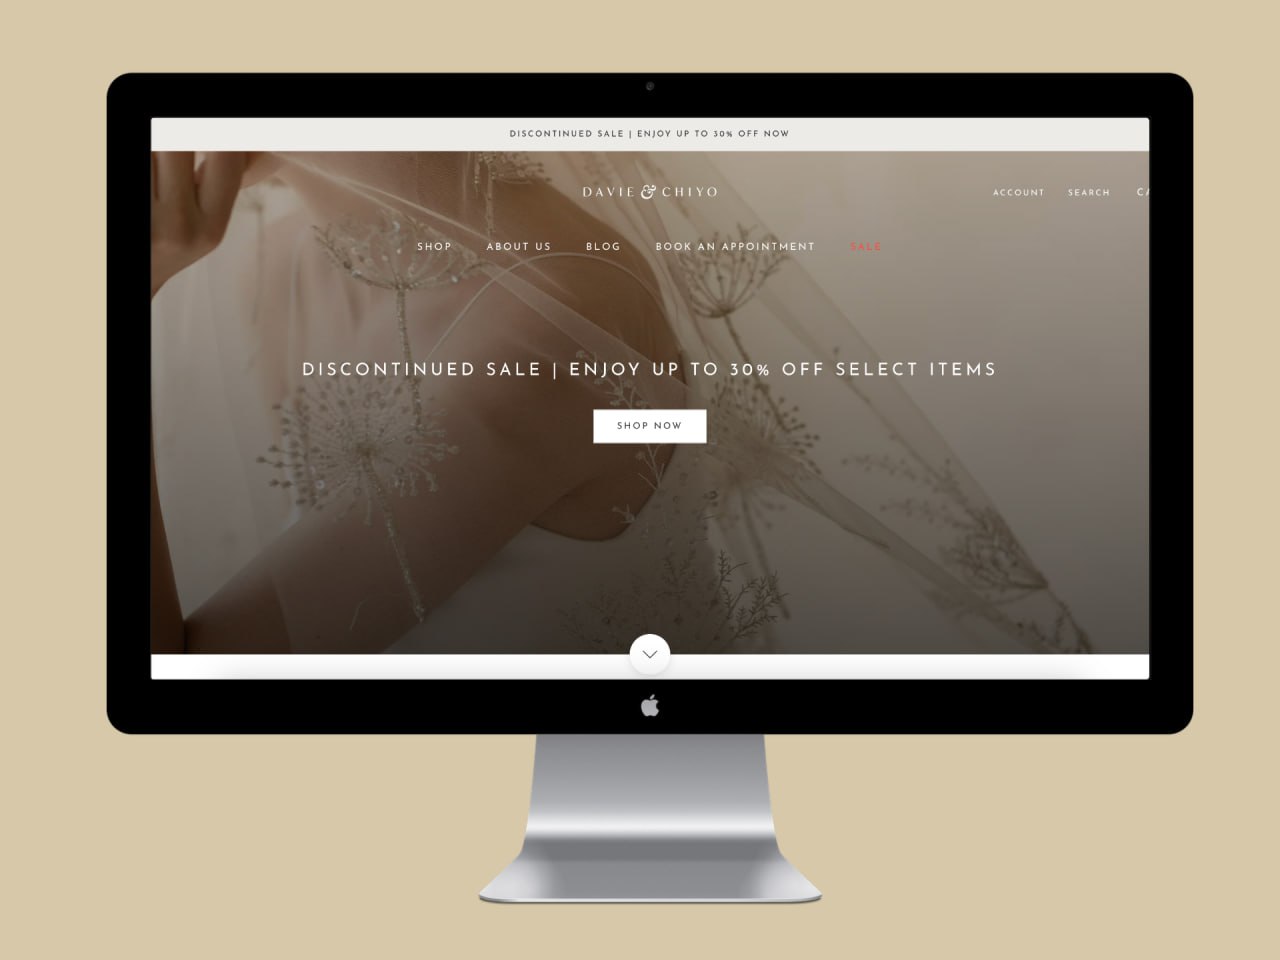 DISCONTINUED SALE | ENJOY UP TO 30% OFF NOW
DAVIE & CHIYO
ACCOUNT SEARCH
SHOP ABOUT US BLOG BOOK AN APPOINTMENT SALE
DISCONTINUED SALE | ENJOY UP TO 30% OFF SELECT ITEMS
SHOP NOW